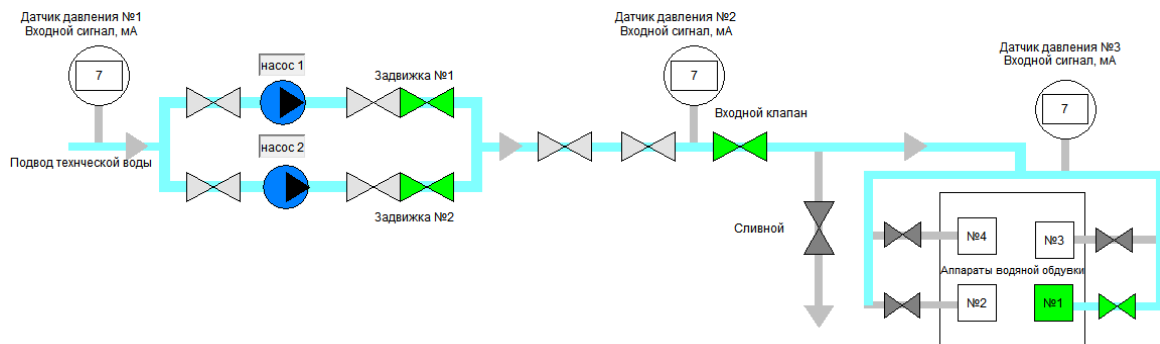 Датчик давления №1
Входной сигнал, мА
7
Датчик давления №2
Входной сигнал, мА
7
Датчик давления №3
Входной сигнал, мА
7
насос 1
Задвижка №1
Входной клапан
насос 2
Подвод технческой воды
Задвижка №2
Сливной
№4
№3
Аппараты водяной обдувки
№2
№1